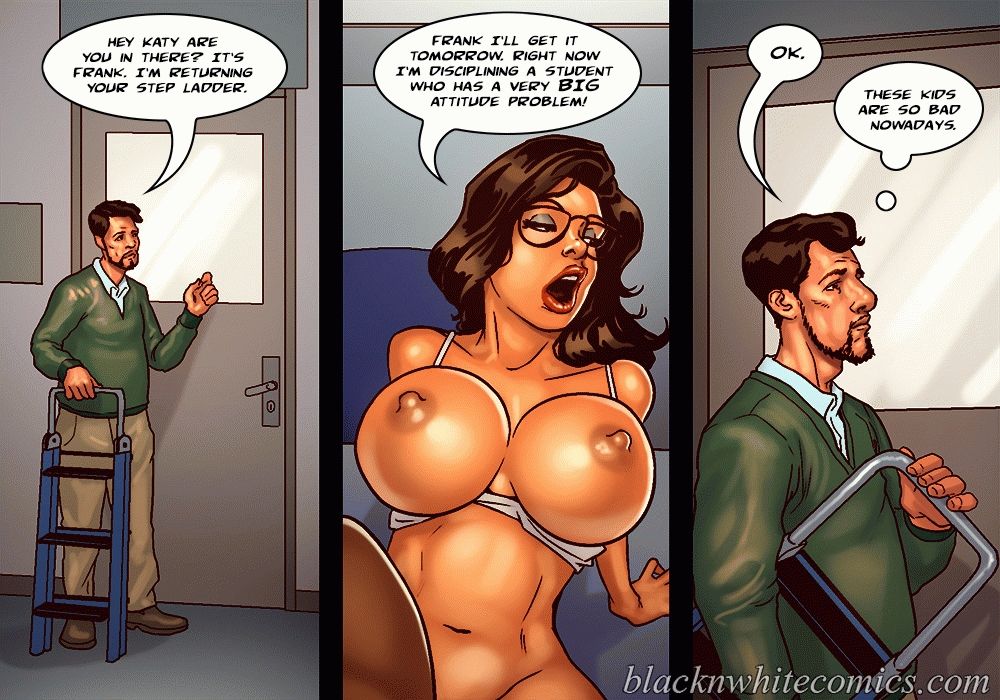 HEY KATY ARE
YOU IN THERE? IT'S
FRANK. I'M RETURNING
YOUR STEP LADDER.
FRANK I'LL GET IT
TOMORROW. RIGHT NOW
I'M DISCIPLINING A STUDENT
WHO HAS A VERY BIG
ATTITUDE PROBLEM!
OK.
THESE KIDS
ARE SO BAD
NOWADAYS.
blacknwhitecomics.com